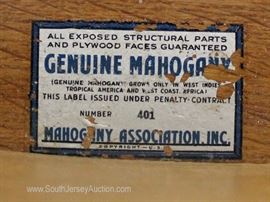 ALL EXPOSED STRUCTURAL PARTS
AND PLYWOOD FACES GUARANTEED
GENUINE MAHOGANY
(GENUINE MAHOGANY GROWS ONLY IN WEST INDIES
TROPICAL AMERICA AND WEST COAST AFRICA)
THIS LABEL ISSUED UNDER PENALTY CONTRACT
NUMBER 401
MAHOGANY ASSOCIATION, INC.
COPYRIGHT-U.S.
www.SouthJerseyAuction.com